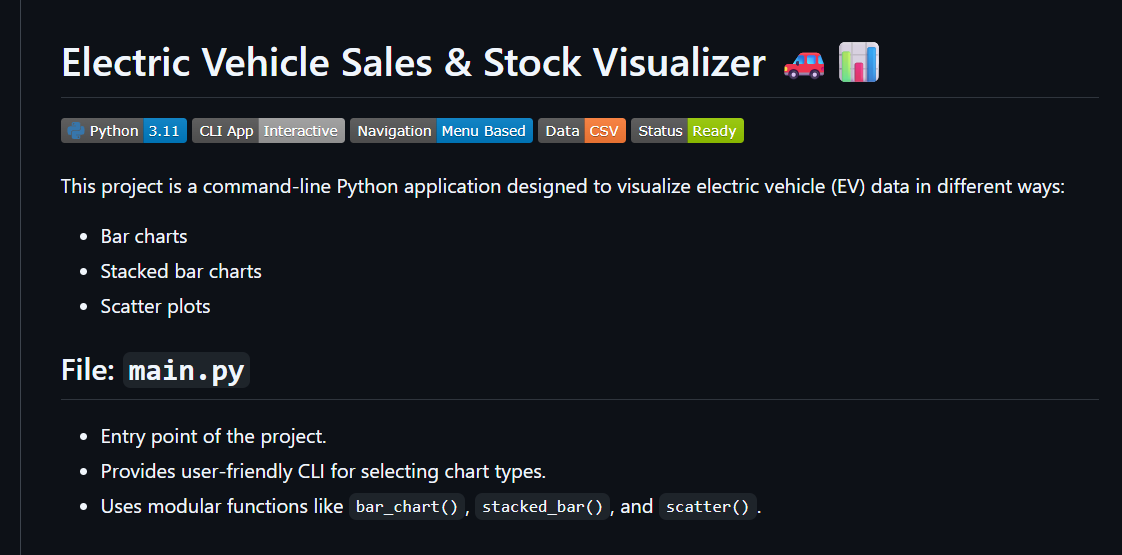 Electric Vehicle Sales & Stock Visualizer 🚗 📊
Python 3.11 CLI App Interactive Navigation Menu Based Data CSV Status Ready
This project is a command-line Python application designed to visualize electric vehicle (EV) data in different ways:
• Bar charts
• Stacked bar charts
• Scatter plots
File: main.py
• Entry point of the project.
• Provides user-friendly CLI for selecting chart types.
• Uses modular functions like bar_chart(), stacked_bar(), and scatter().